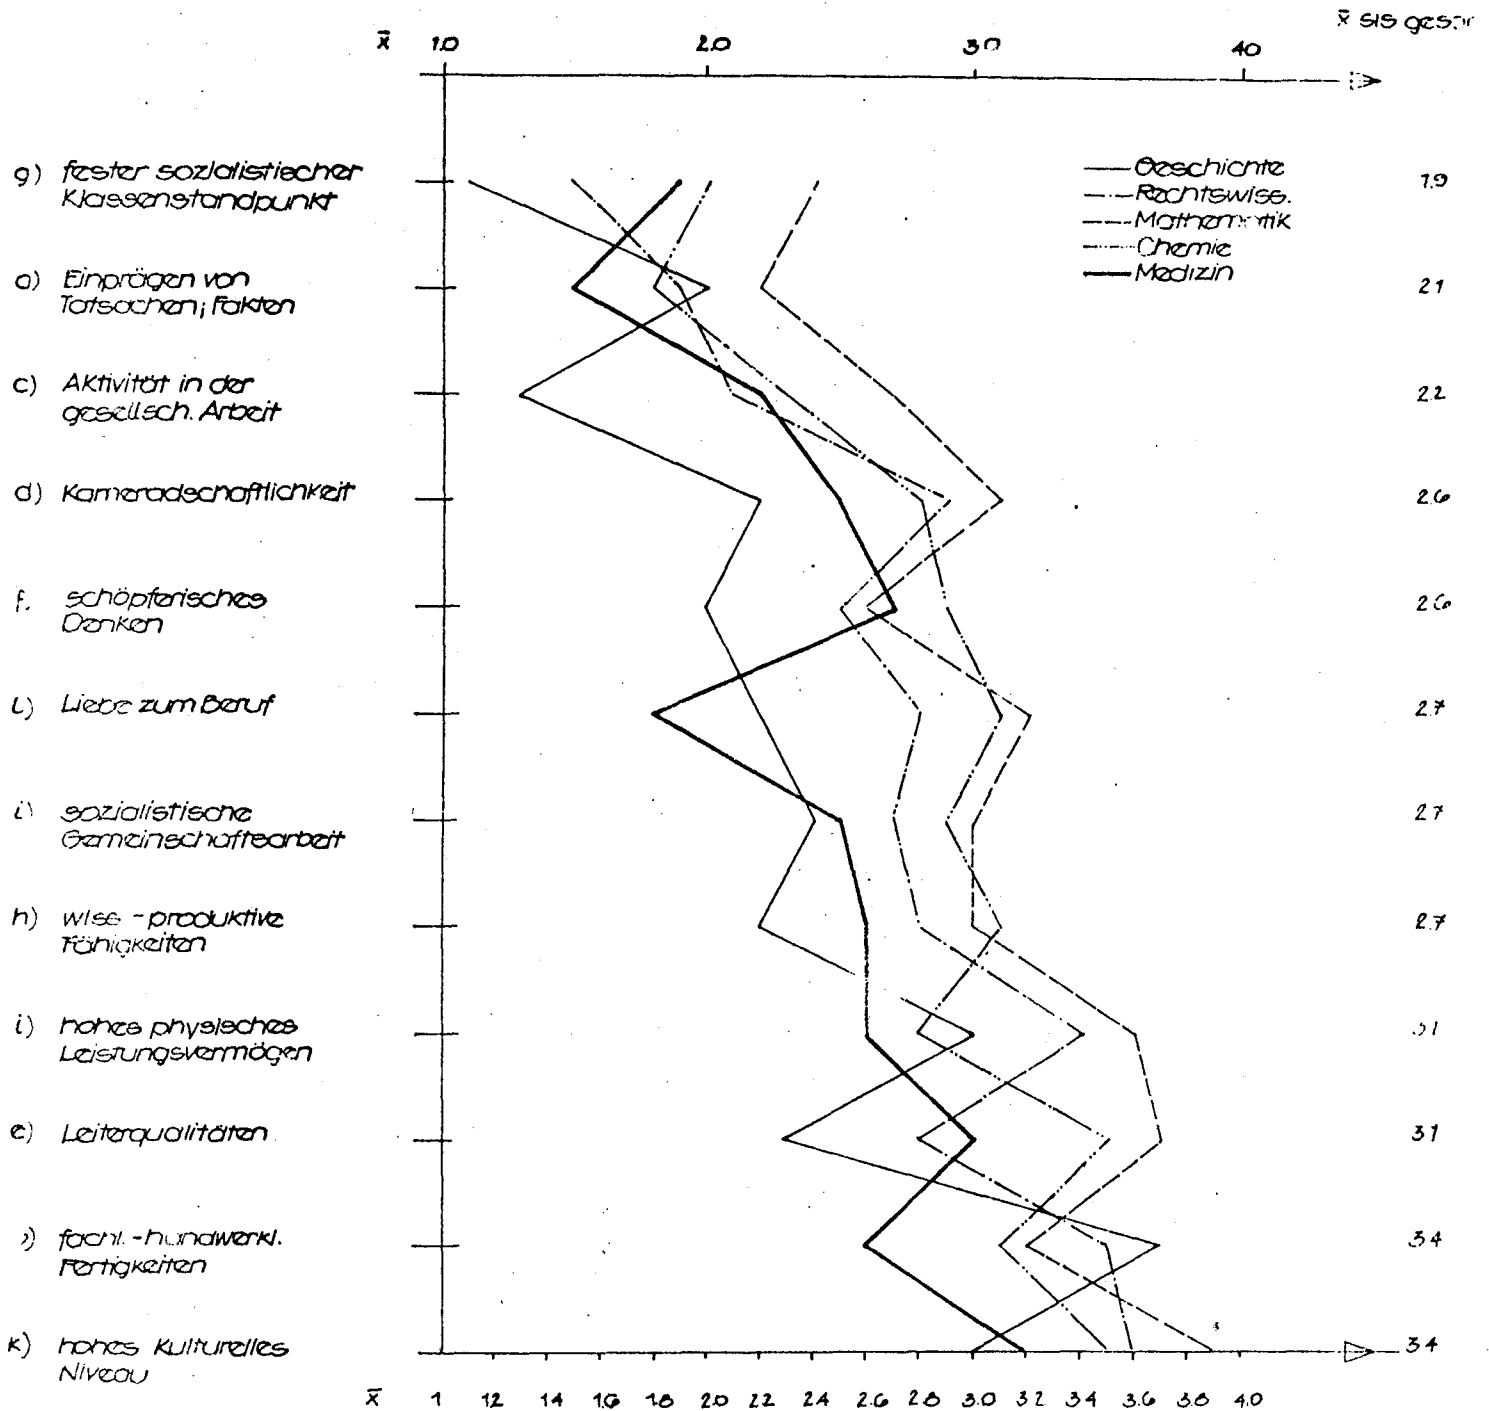 x̄ sis gesamt
x̄ 1.0 2.0 3.0 4.0
Geschichte
Rechtswiss.
Mathematik
Chemie
Medizin
g) fester sozialistischer
Klassenstandpunkt
1.9
a) Einprägen von
Tatsachen; Fakten
2.1
c) Aktivität in der
gesellsch. Arbeit
2.2
d) Kameradschaftlichkeit
2.6
f. schöpferisches
Denken
2.6
l) Liebe zum Beruf
2.7
i) sozialistische
Gemeinschaftsarbeit
2.7
h) wiss.-produktive
Fähigkeiten
2.7
i) hohes physisches
Leistungsvermögen
3.1
e) Leiterqualitäten
3.1
fachl.-handwerkl.
Fertigkeiten
3.4
k) hohes kulturelles
Niveau
3.4
x̄ 1 1.2 1.4 1.6 1.8 2.0 2.2 2.4 2.6 2.8 3.0 3.2 3.4 3.6 3.8 4.0